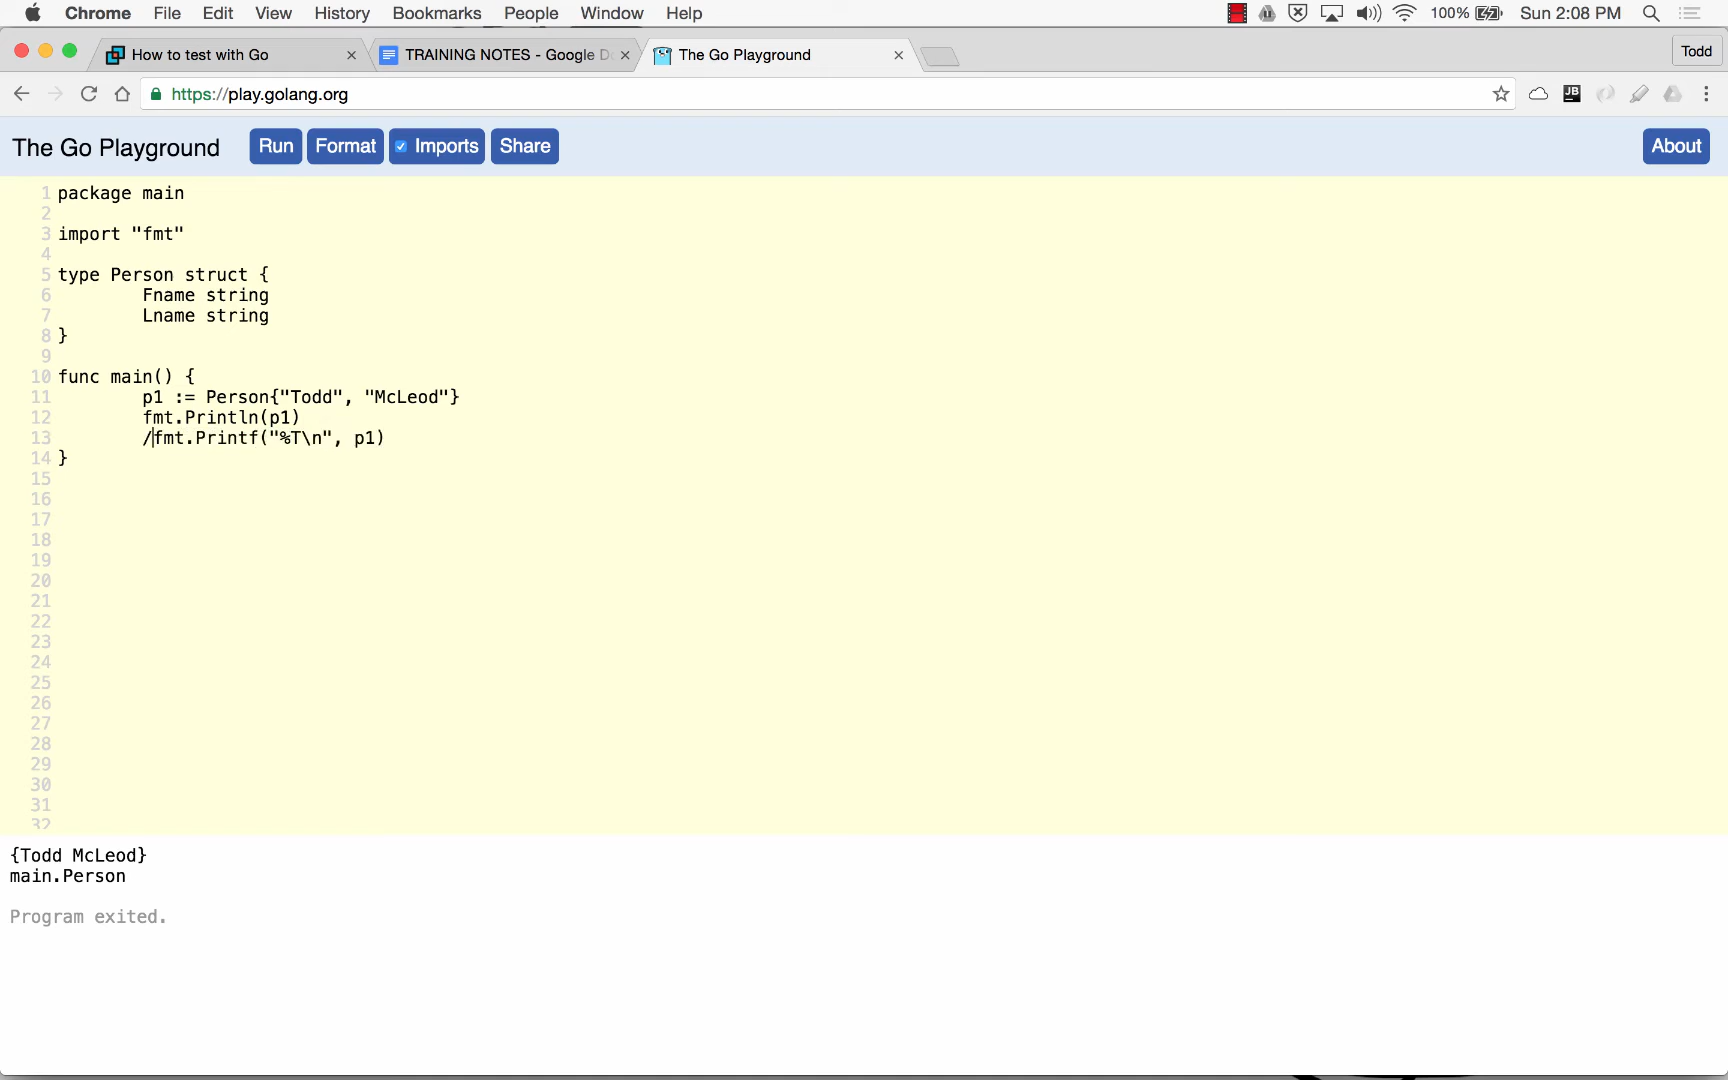 Chrome File Edit View History Bookmarks People Window Help 100% Sun 2:08 PM
How to test with Go TRAINING NOTES - Google D The Go Playground Todd
https://play.golang.org JB
The Go Playground Run Format Imports Share About
1 package main
2
3 import "fmt"
4
5 type Person struct {
6 Fname string
7 Lname string
8 }
9
10 func main() {
11 p1 := Person{"Todd", "McLeod"}
12 fmt.Println(p1)
13 /fmt.Printf("%T\n", p1)
14 }
15
16
17
18
19
20
21
22
23
24
25
26
27
28
29
30
31
32
{Todd McLeod}
main.Person
Program exited.